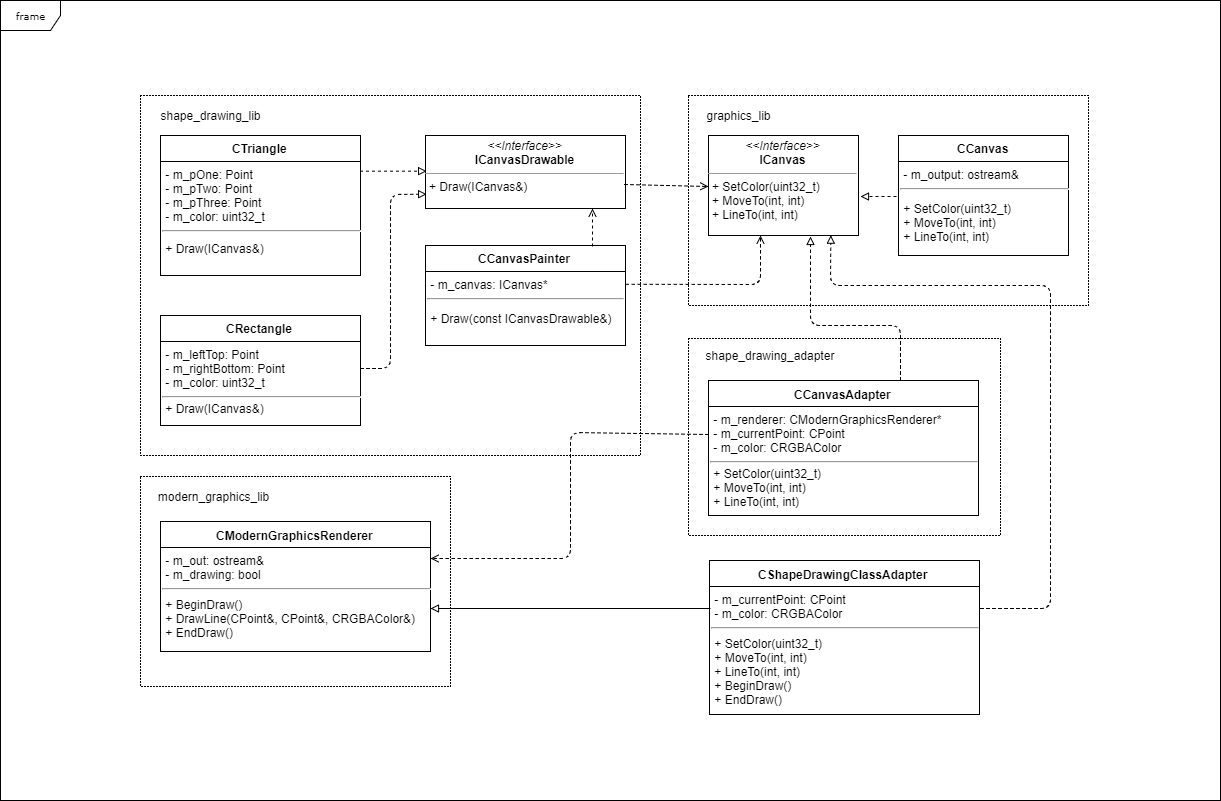 frame
shape_drawing_lib
CTriangle
- m_pOne: Point
- m_pTwo: Point
- m_pThree: Point
- m_color: uint32_t
+ Draw(ICanvas&)
<<Interface>>
ICanvasDrawable
+ Draw(ICanvas&)
CCanvasPainter
- m_canvas: ICanvas*
+ Draw(const ICanvasDrawable&)
CRectangle
- m_leftTop: Point
- m_rightBottom: Point
- m_color: uint32_t
+ Draw(ICanvas&)
graphics_lib
<<Interface>>
ICanvas
+ SetColor(uint32_t)
+ MoveTo(int, int)
+ LineTo(int, int)
CCanvas
- m_output: ostream&
+ SetColor(uint32_t)
+ MoveTo(int, int)
+ LineTo(int, int)
shape_drawing_adapter
CCanvasAdapter
- m_renderer: CModernGraphicsRenderer*
- m_currentPoint: CPoint
- m_color: CRGBAColor
+ SetColor(uint32_t)
+ MoveTo(int, int)
+ LineTo(int, int)
modern_graphics_lib
CModernGraphicsRenderer
- m_out: ostream&
- m_drawing: bool
+ BeginDraw()
+ DrawLine(CPoint&, CPoint&, CRGBAColor&)
+ EndDraw()
CShapeDrawingClassAdapter
- m_currentPoint: CPoint
- m_color: CRGBAColor
+ SetColor(uint32_t)
+ MoveTo(int, int)
+ LineTo(int, int)
+ BeginDraw()
+ EndDraw()